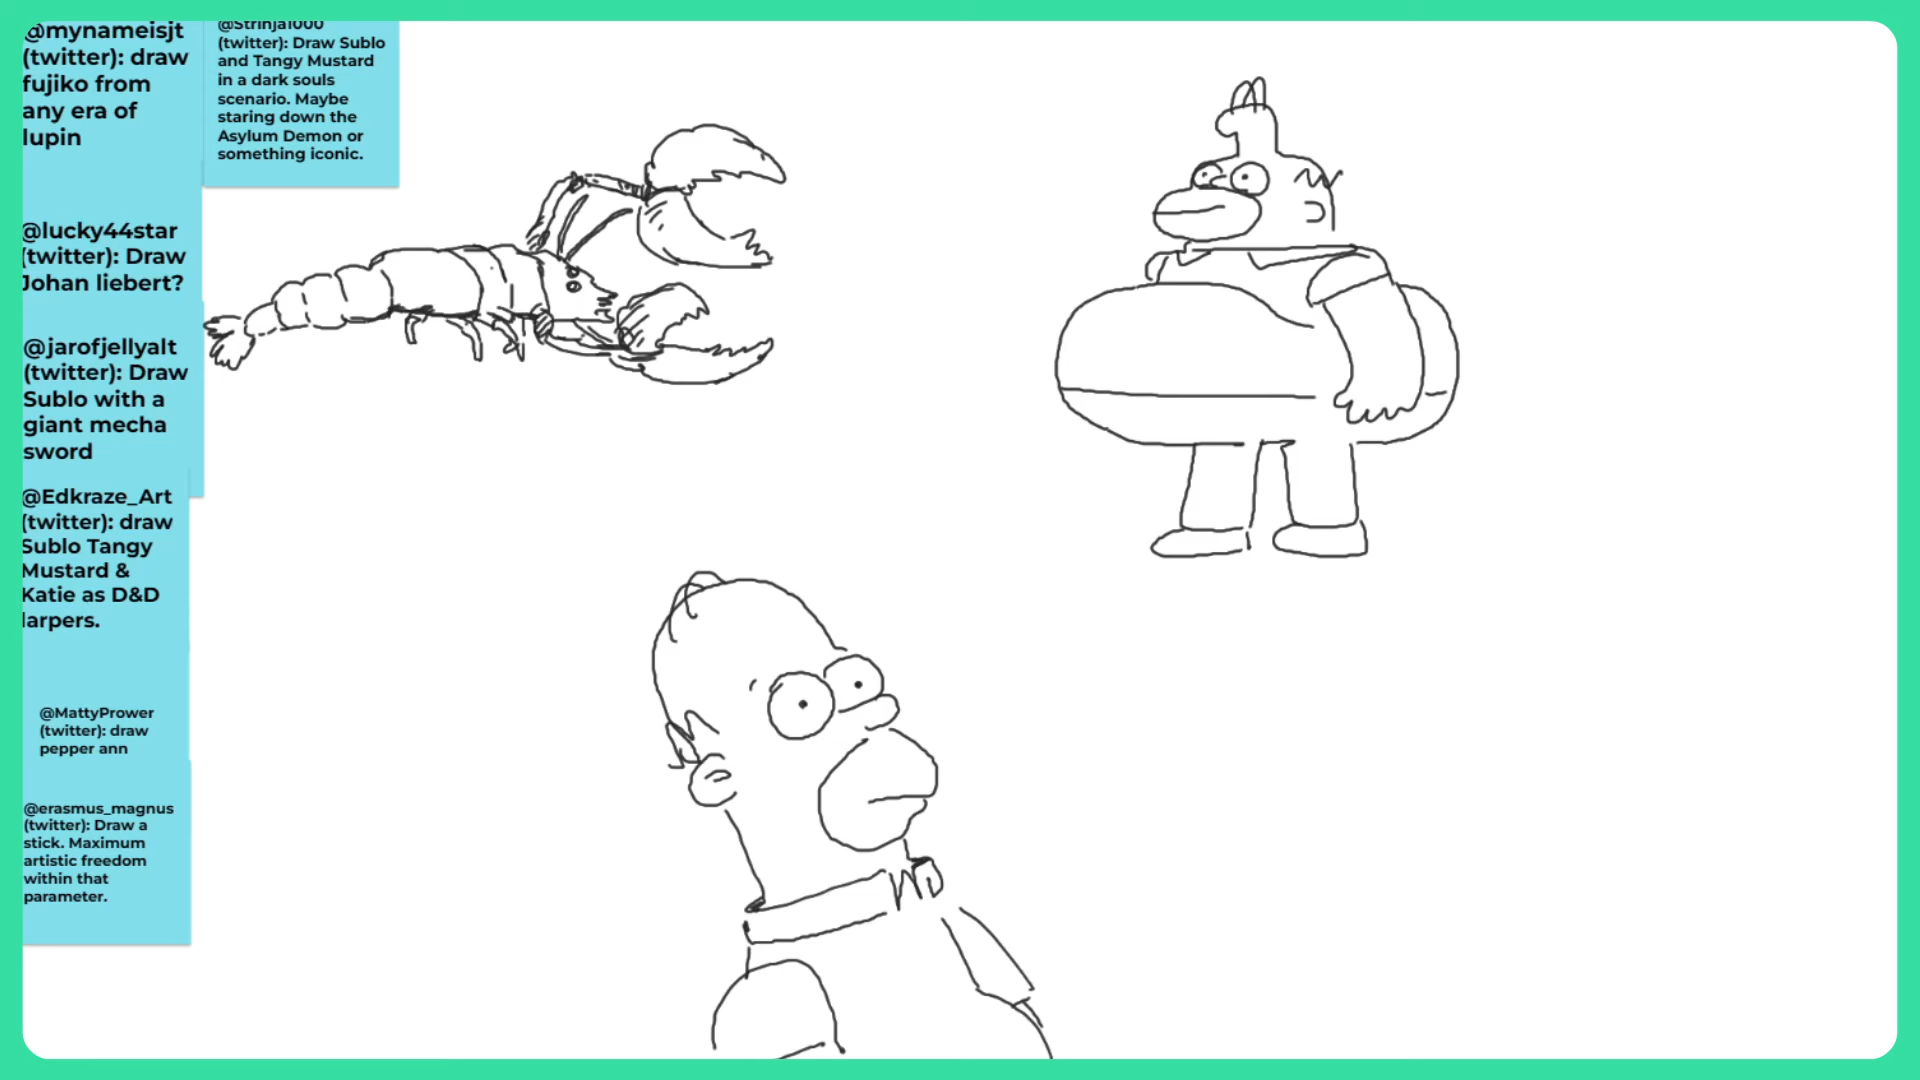 @mynameisjt
(twitter): draw
fujiko from
any era of
lupin
@Strinja1000
(twitter): Draw Sublo
and Tangy Mustard
in a dark souls
scenario. Maybe
staring down the
Asylum Demon or
something iconic.
@lucky44star
(twitter): Draw
Johan liebert?
@jarofjellyalt
(twitter): Draw
Sublo with a
giant mecha
sword
@Edkraze_Art
(twitter): draw
Sublo Tangy
Mustard &
Katie as D&D
larpers.
@MattyPrower
(twitter): draw
pepper ann
@erasmus_magnus
(twitter): Draw a
stick. Maximum
artistic freedom
within that
parameter.